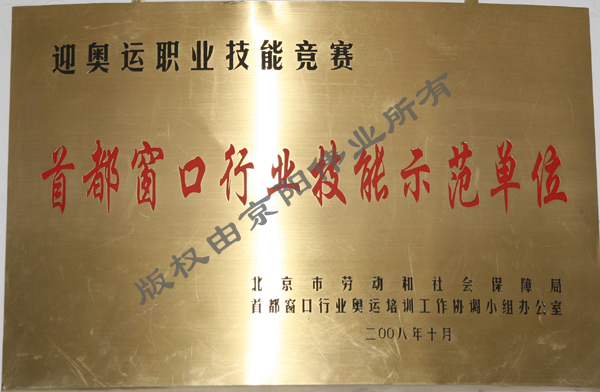 迎奥运职业技能竞赛
首都窗口行业技能示范单位
北京市劳动和社会保障局
首都窗口行业奥运培训工作协调小组办公室
二00八年十月
版权由京阳伟业所有